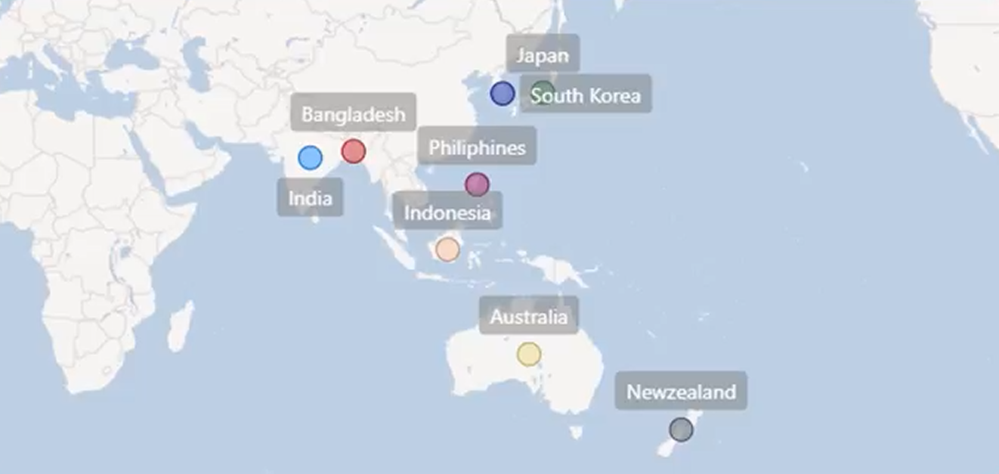 Japan
South Korea
Bangladesh
Philiphines
India
Indonesia
Australia
Newzealand